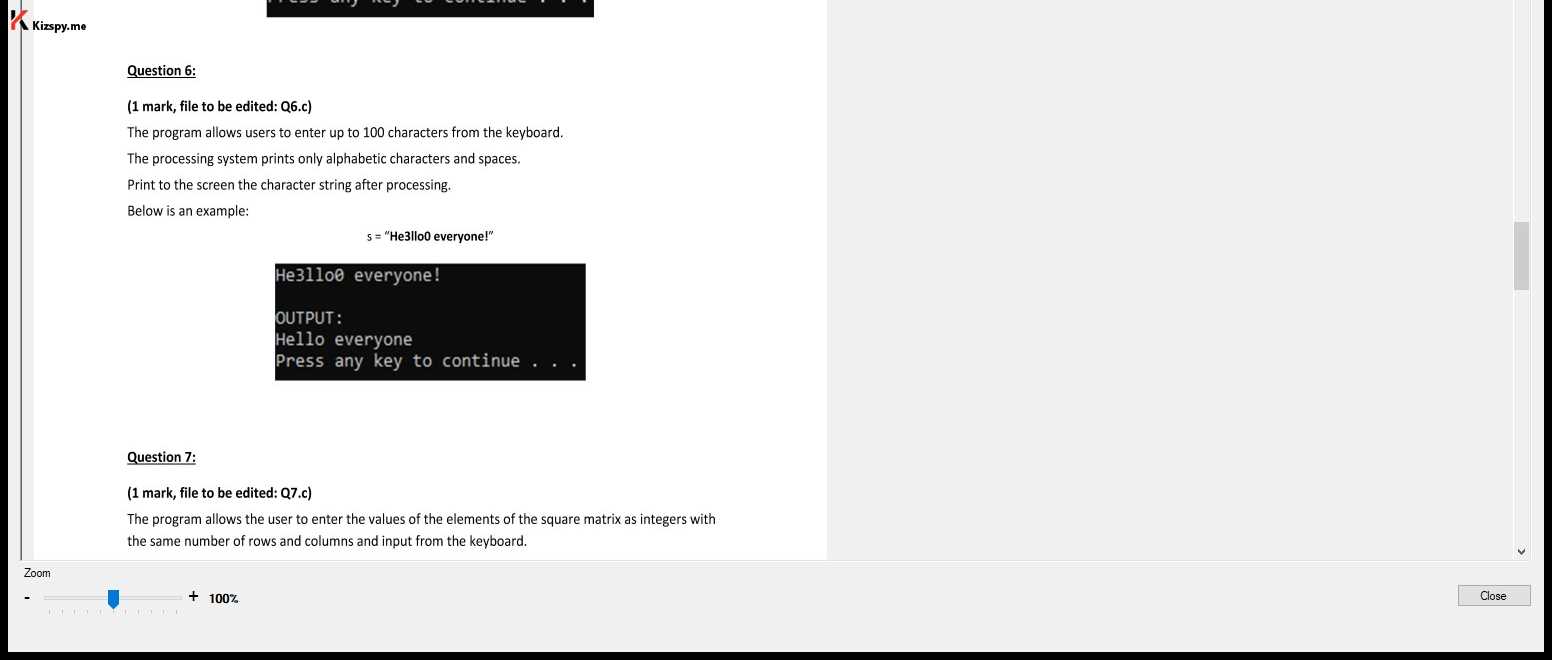 Press any key to continue . . .
Kizspy.me
Question 6:
(1 mark, file to be edited: Q6.c)
The program allows users to enter up to 100 characters from the keyboard.
The processing system prints only alphabetic characters and spaces.
Print to the screen the character string after processing.
Below is an example:
s = “He3llo0 everyone!”
He3llo0 everyone!
OUTPUT:
Hello everyone
Press any key to continue . . .
Question 7:
(1 mark, file to be edited: Q7.c)
The program allows the user to enter the values of the elements of the square matrix as integers with
the same number of rows and columns and input from the keyboard.
Zoom
- + 100%
Close